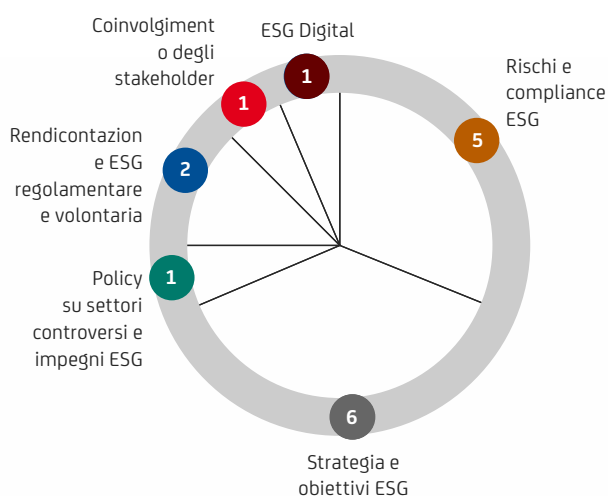 ESG Digital
1
Rischi e
compliance
ESG
5
Strategia e
obiettivi ESG
6
Policy
su settori
controversi e
impegni ESG
1
Rendicontazion
e ESG
regolamentare
e volontaria
2
Coinvolgiment
o degli
stakeholder
1